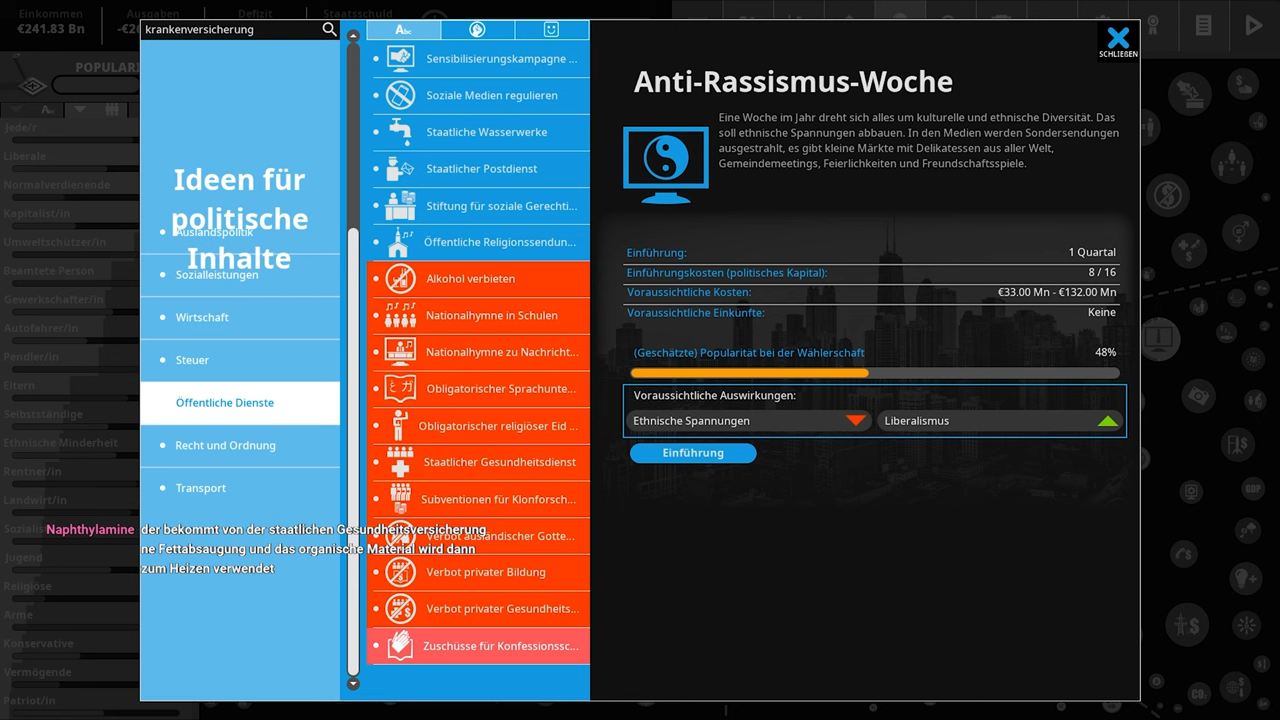 Einkommen
Ausgaben
Defizit
Staatsschuld
€241.83 Bn
-€26
krankenversicherung
Abc
SCHLIEßEN
POPULARI
Jede/r
Liberale
Normalverdienende
Kapitalist/in
Umweltschützer/in
Beamtete Person
Gewerkschafter/in
Autofahrer/in
Pendler/in
Eltern
Selbstständige
Ethnische Minderheit
Rentner/in
Landwirt/in
Sozialis
Jugend
Religiöse
Arme
Konservative
Vermögende
Patriot/in
Ideen für
politische
Inhalte
Auslandspolitik
Sozialleistungen
Wirtschaft
Steuer
Öffentliche Dienste
Recht und Ordnung
Transport
Sensibilisierungskampagne ...
Soziale Medien regulieren
Staatliche Wasserwerke
Staatlicher Postdienst
Stiftung für soziale Gerechti...
Öffentliche Religionssendun...
Alkohol verbieten
Nationalhymne in Schulen
Nationalhymne zu Nachricht...
Obligatorischer Sprachunte...
Obligatorischer religiöser Eid ...
Staatlicher Gesundheitsdienst
Subventionen für Klonforsch...
Verbot ausländischer Gotte...
Verbot privater Bildung
Verbot privater Gesundheits...
Zuschüsse für Konfessionssc...
Naphthylamine der bekommt von der staatlichen Gesundheitsversicherung
ne Fettabsaugung und das organische Material wird dann
zum Heizen verwendet
Anti-Rassismus-Woche
Eine Woche im Jahr dreht sich alles um kulturelle und ethnische Diversität. Das
soll ethnische Spannungen abbauen. In den Medien werden Sondersendungen
ausgestrahlt, es gibt kleine Märkte mit Delikatessen aus aller Welt,
Gemeindemeetings, Feierlichkeiten und Freundschaftsspiele.
Einführung: 1 Quartal
Einführungskosten (politisches Kapital): 8 / 16
Voraussichtliche Kosten: €33.00 Mn - €132.00 Mn
Voraussichtliche Einkünfte: Keine
(Geschätzte) Popularität bei der Wählerschaft 48%
Voraussichtliche Auswirkungen:
Ethnische Spannungen
Liberalismus
Einführung
GDP
CO₂